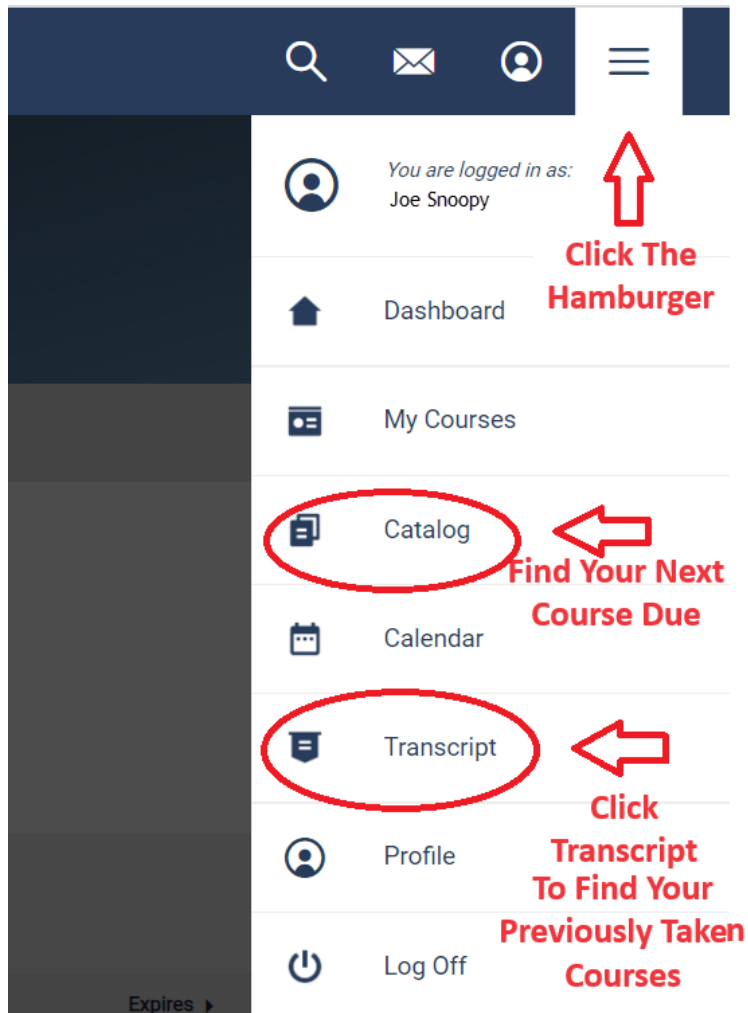 You are logged in as:
Joe Snoopy
Click The
Hamburger
Dashboard
My Courses
Catalog
Find Your Next
Course Due
Calendar
Transcript
Click
Transcript
To Find Your
Previously Taken
Courses
Profile
Log Off
Expires